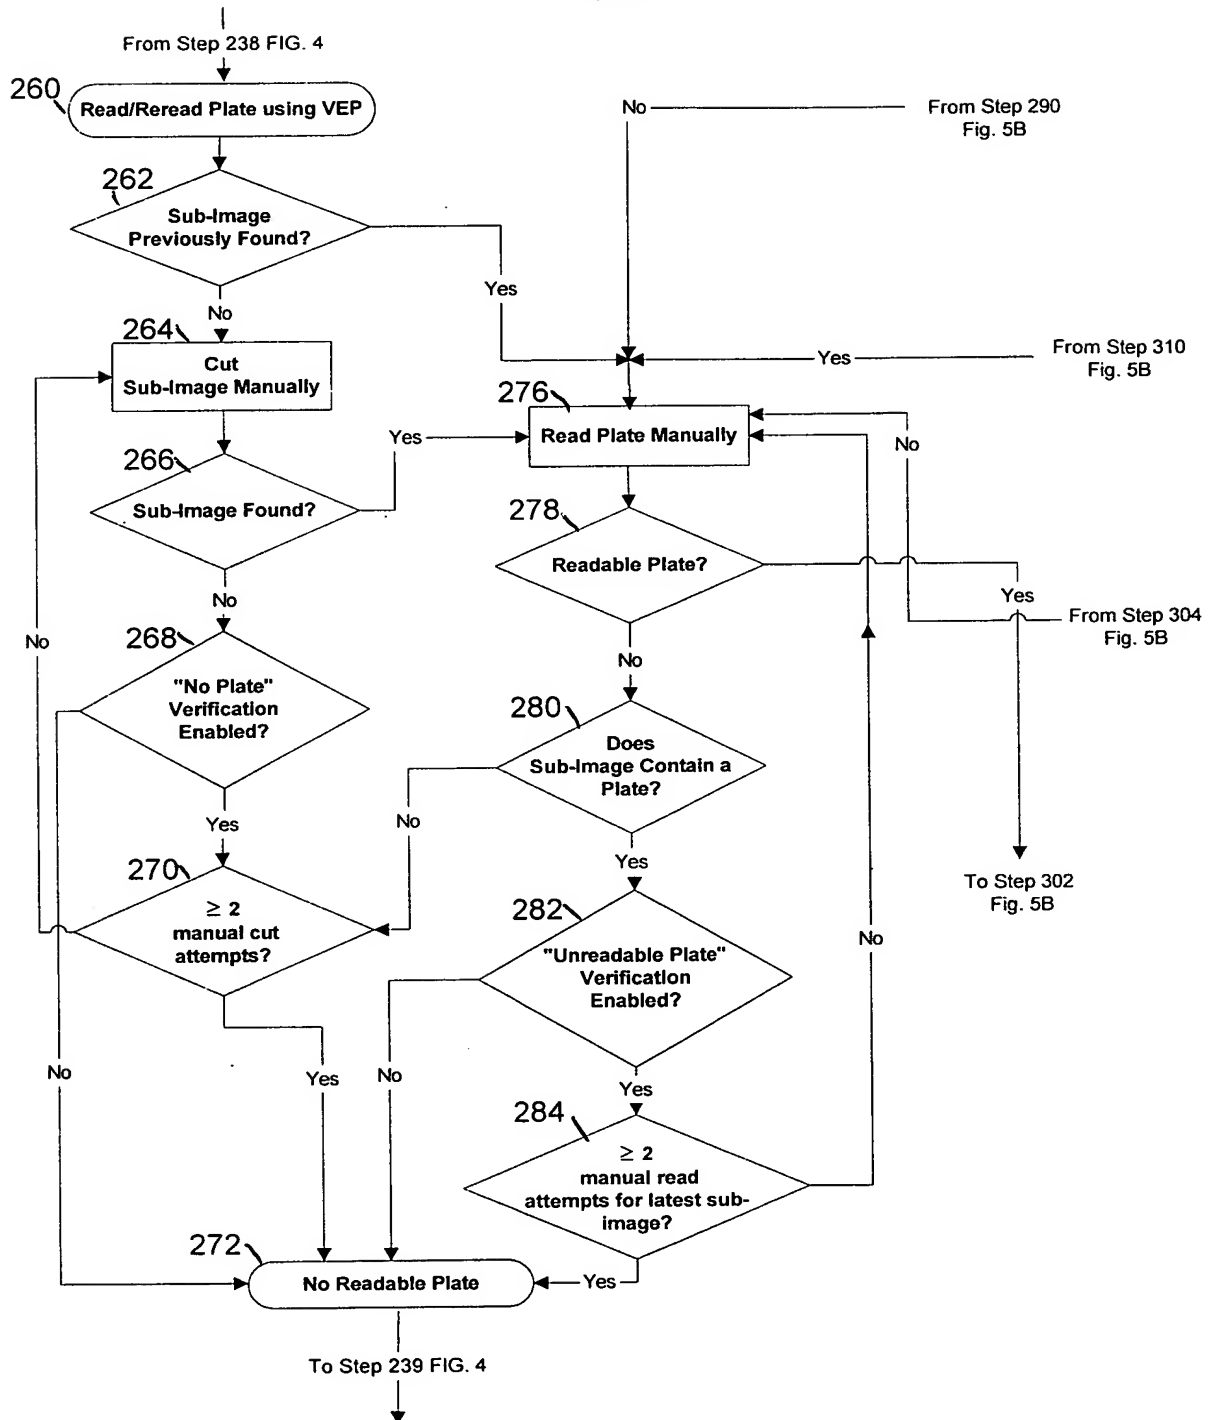 From Step 238 FIG. 4
260
Read/Reread Plate using VEP
No
From Step 290
Fig. 5B
262
Sub-Image
Previously Found?
Yes
No
264
Cut
Sub-Image Manually
Yes
From Step 310
Fig. 5B
276
Read Plate Manually
Yes
No
266
Sub-Image Found?
278
Readable Plate?
Yes
From Step 304
Fig. 5B
No
No
268
"No Plate"
Verification
Enabled?
No
280
Does
Sub-Image Contain a
Plate?
Yes
No
Yes
270
≥ 2
manual cut
attempts?
To Step 302
Fig. 5B
282
"Unreadable Plate"
Verification
Enabled?
No
No
Yes
No
Yes
284
≥ 2
manual read
attempts for latest sub-
image?
272
No Readable Plate
Yes
To Step 239 FIG. 4